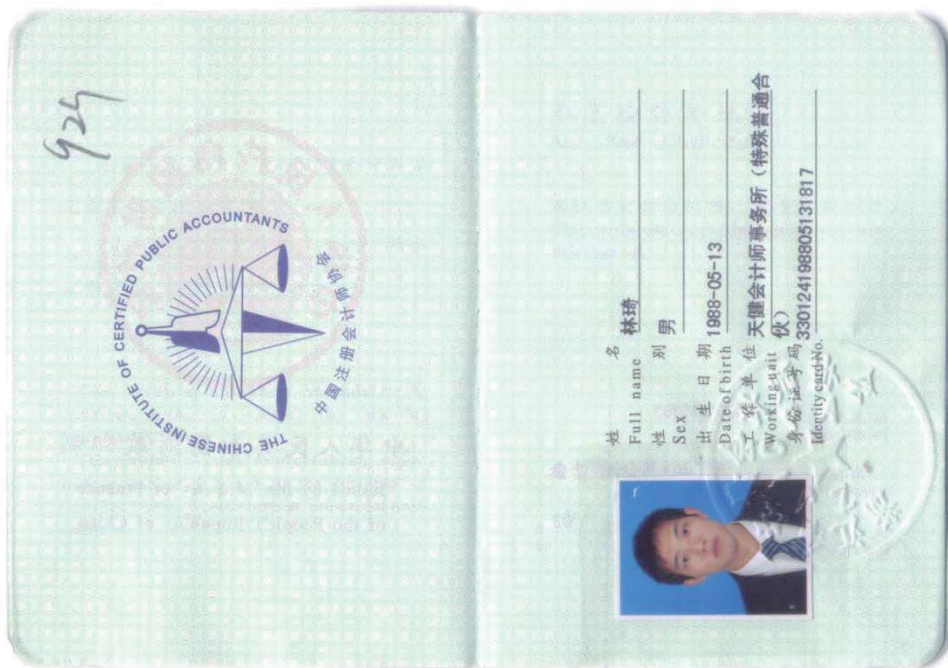 924
THE CHINESE INSTITUTE OF CERTIFIED PUBLIC ACCOUNTANTS
中国注册会计师协会
姓 名 林琦
Full name
性 别 男
Sex
出 生 日 期 1988-05-13
Date of birth
工 作 单 位 天健会计师事务所（特殊普通合
Working unit 伙）
身份证号码 330124198805131817
Identity card No.